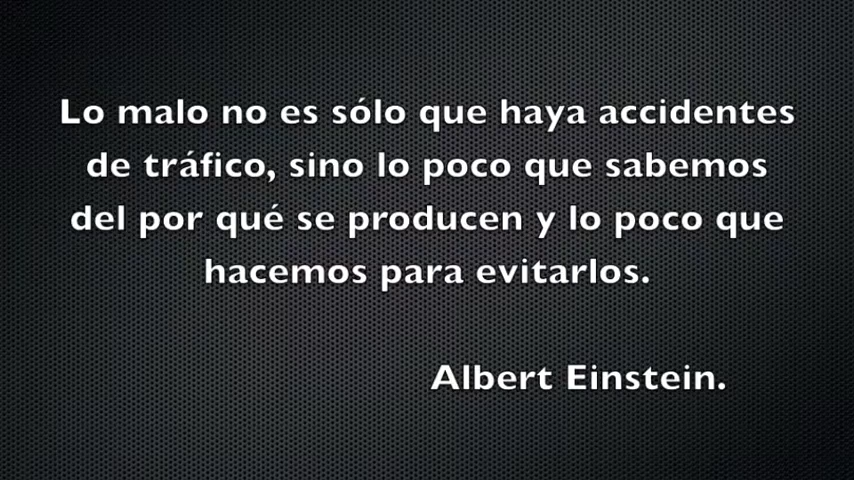 Lo malo no es sólo que haya accidentes
de tráfico, sino lo poco que sabemos
del por qué se producen y lo poco que
hacemos para evitarlos.
Albert Einstein.